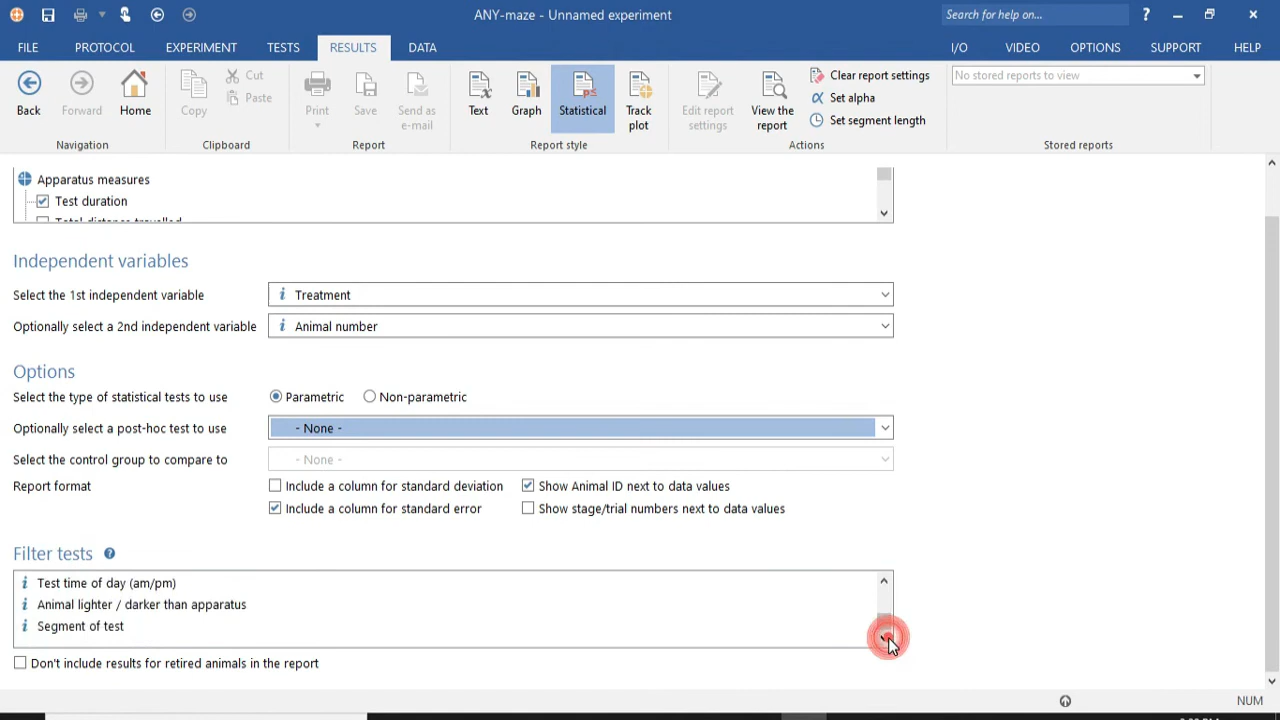 ANY-maze - Unnamed experiment
Search for help on...
?
FILE PROTOCOL EXPERIMENT TESTS RESULTS DATA I/O VIDEO OPTIONS SUPPORT HELP
Back Forward Home
Navigation
Copy Cut Paste
Clipboard
Print Save Send as e-mail
Report
Text Graph Statistical Track plot
Report style
Edit report settings View the report
Clear report settings
Set alpha
Set segment length
Actions
No stored reports to view
Stored reports
Apparatus measures
Test duration
Total distance travelled
Independent variables
Select the 1st independent variable Treatment
Optionally select a 2nd independent variable Animal number
Options
Select the type of statistical tests to use Parametric Non-parametric
Optionally select a post-hoc test to use - None -
Select the control group to compare to - None -
Report format Include a column for standard deviation Show Animal ID next to data values
Include a column for standard error Show stage/trial numbers next to data values
Filter tests ?
Test time of day (am/pm)
Animal lighter / darker than apparatus
Segment of test
Don't include results for retired animals in the report
NUM